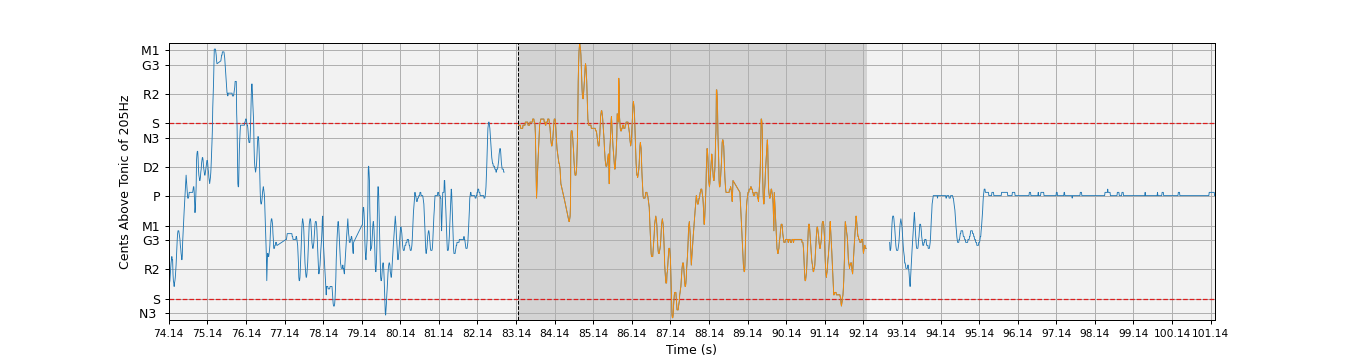 M1
G3
R2
S
N3
D2
P
M1
G3
R2
S
N3
Cents Above Tonic of 205Hz
74.14 75.14 76.14 77.14 78.14 79.14 80.14 81.14 82.14 83.14 84.14 85.14 86.14 87.14 88.14 89.14 90.14 91.14 92.14 93.14 94.14 95.14 96.14 97.14 98.14 99.14 100.14 101.14
Time (s)